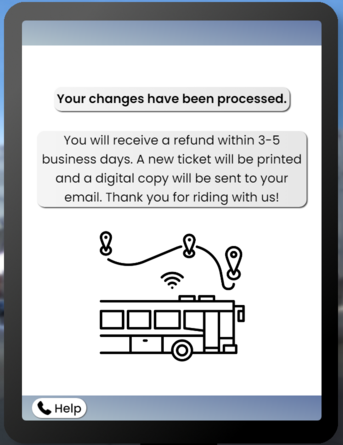 Your changes have been processed.
You will receive a refund within 3-5
business days. A new ticket will be printed
and a digital copy will be sent to your
email. Thank you for riding with us!
Help